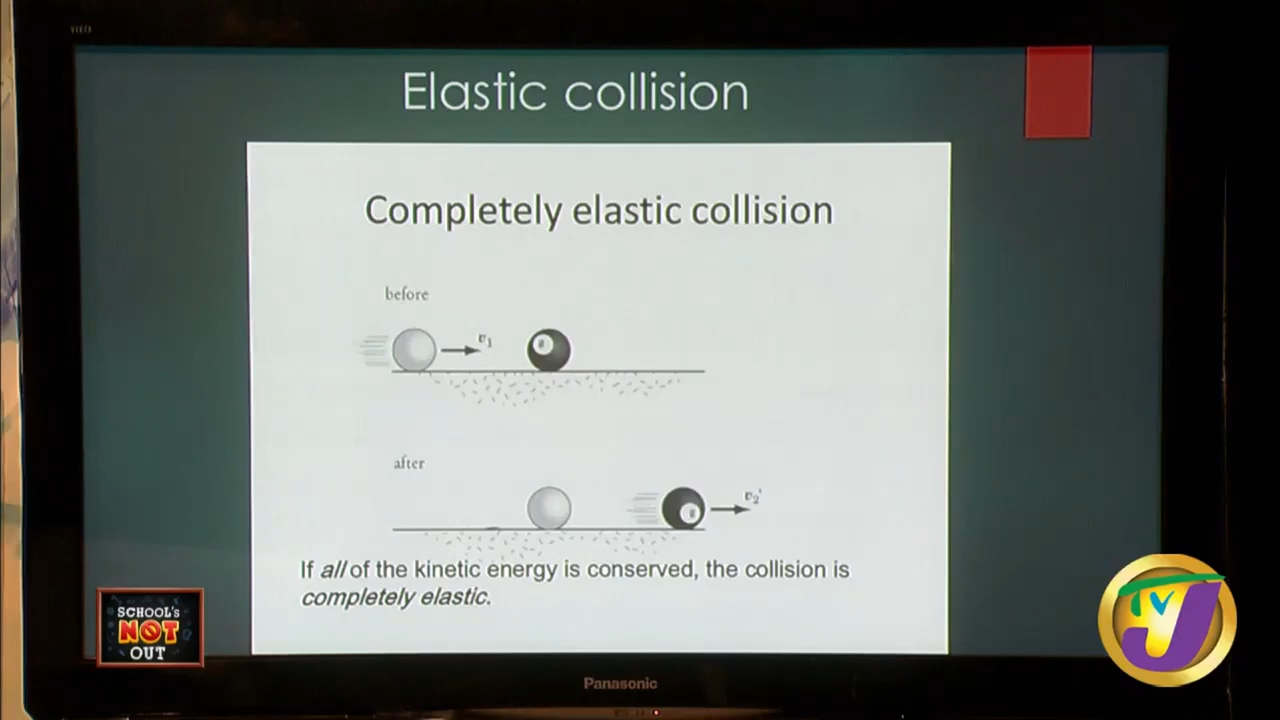 Elastic collision
Completely elastic collision
before
v₁
after
v₂'
If all of the kinetic energy is conserved, the collision is
completely elastic.
SCHOOL's
NOT
OUT
TVJ
Panasonic